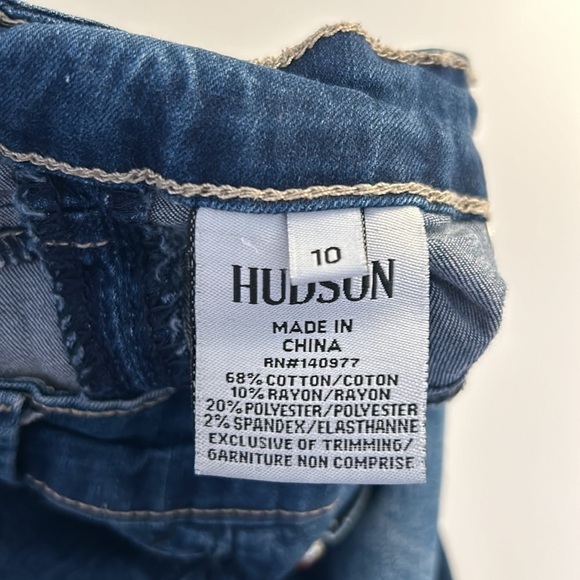 10
HUDSON
MADE IN
CHINA
RN#140977
68% COTTON/COTON
10% RAYON/RAYON
20% POLYESTER/POLYESTER
2% SPANDEX/ELASTHANNE
EXCLUSIVE OF TRIMMING/
GARNITURE NON COMPRISE